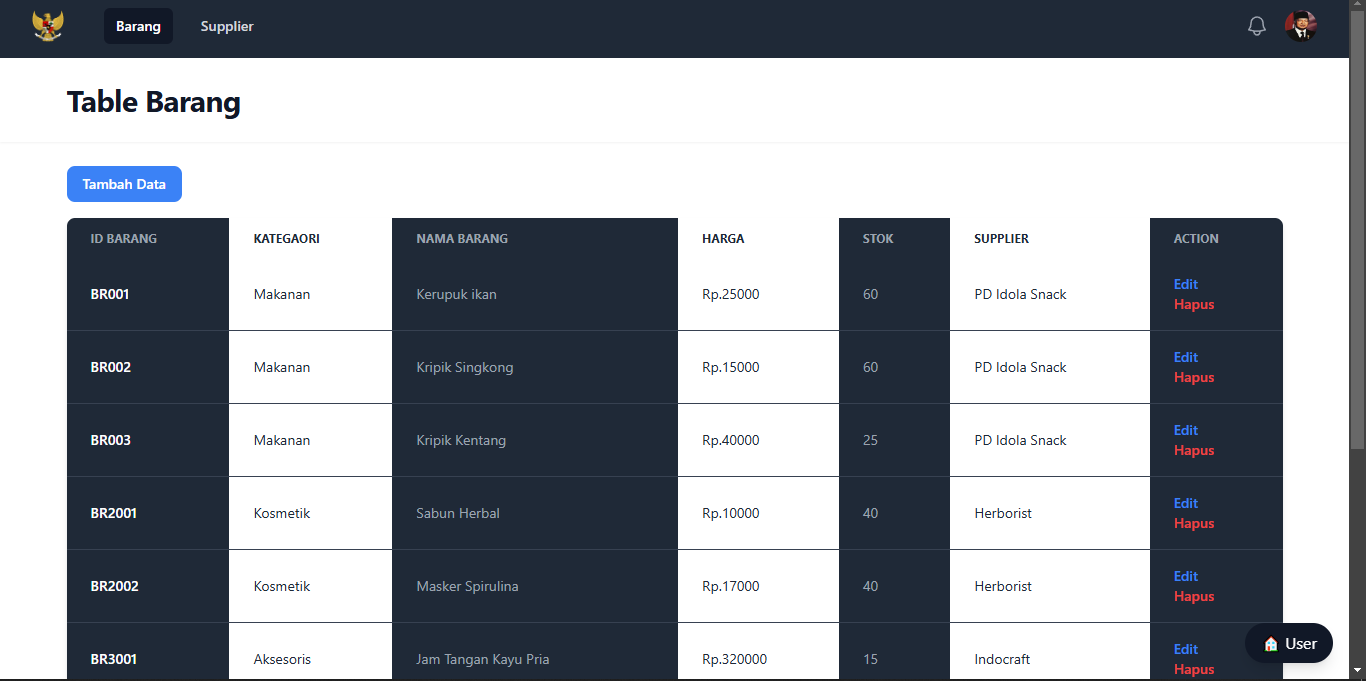 Barang Supplier
Table Barang
Tambah Data
ID BARANG KATEGAORI NAMA BARANG HARGA STOK SUPPLIER ACTION
BR001 Makanan Kerupuk ikan Rp.25000 60 PD Idola Snack Edit
Hapus
BR002 Makanan Kripik Singkong Rp.15000 60 PD Idola Snack Edit
Hapus
BR003 Makanan Kripik Kentang Rp.40000 25 PD Idola Snack Edit
Hapus
BR2001 Kosmetik Sabun Herbal Rp.10000 40 Herborist Edit
Hapus
BR2002 Kosmetik Masker Spirulina Rp.17000 40 Herborist Edit
Hapus
BR3001 Aksesoris Jam Tangan Kayu Pria Rp.320000 15 Indocraft Edit
Hapus
User